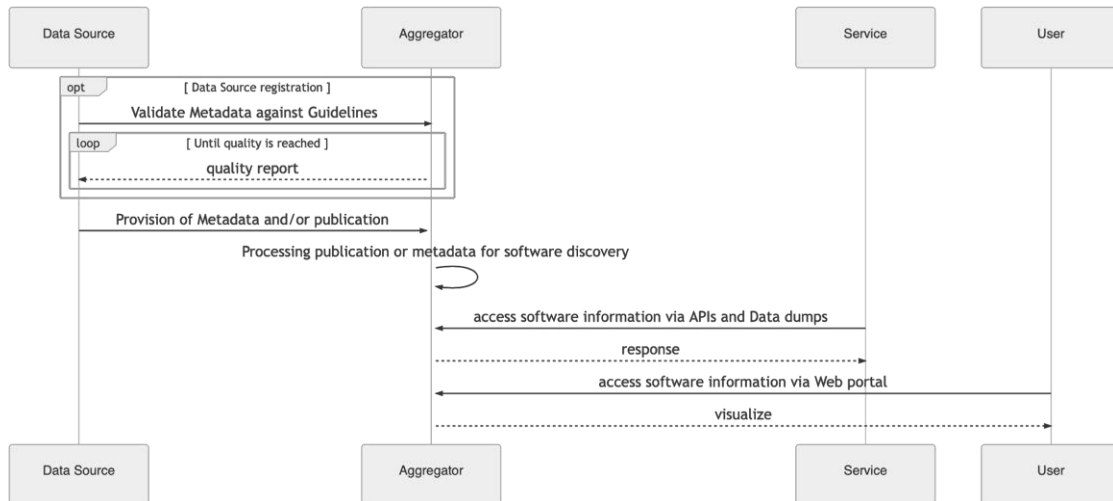 Data Source
Aggregator
Service
User
opt
[ Data Source registration ]
Validate Metadata against Guidelines
loop
[ Until quality is reached ]
quality report
Provision of Metadata and/or publication
Processing publication or metadata for software discovery
access software information via APIs and Data dumps
response
access software information via Web portal
visualize
Data Source
Aggregator
Service
User